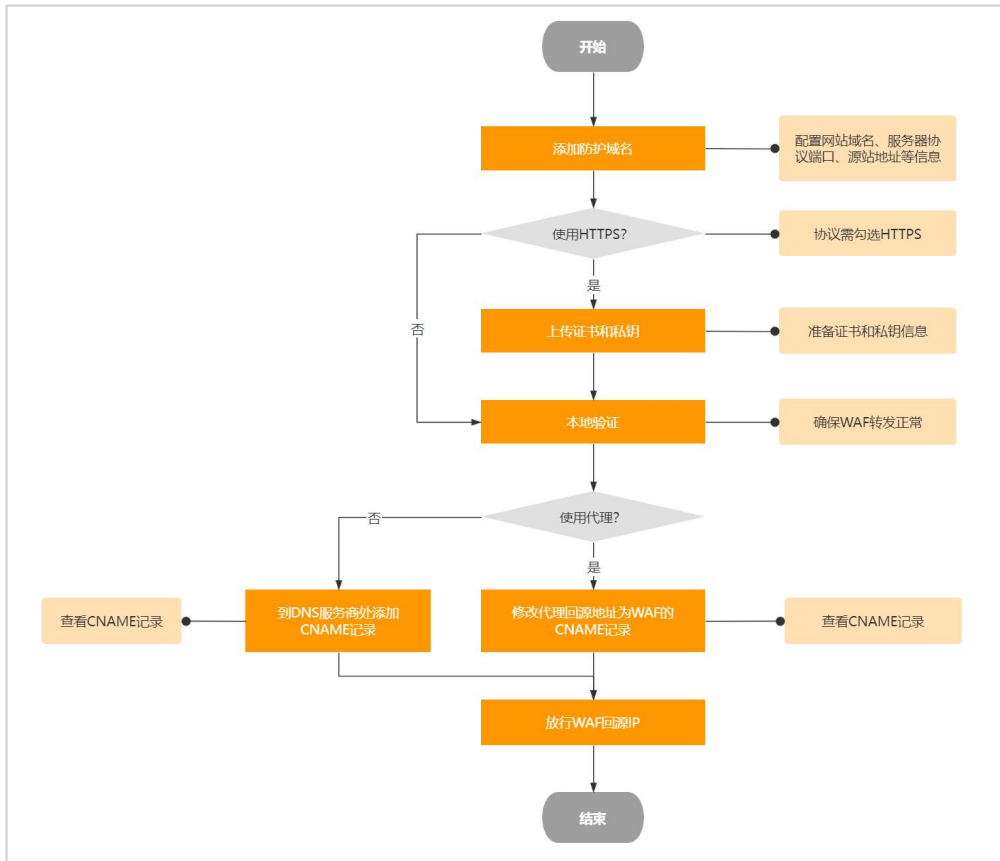 开始
添加防护域名
配置网站域名、服务器协
议端口、源站地址等信息
使用HTTPS?
协议需勾选HTTPS
是
否
上传证书和私钥
准备证书和私钥信息
本地验证
确保WAF转发正常
使用代理?
否
是
查看CNAME记录
到DNS服务商处添加
CNAME记录
修改代理回源地址为WAF的
CNAME记录
查看CNAME记录
放行WAF回源IP
结束